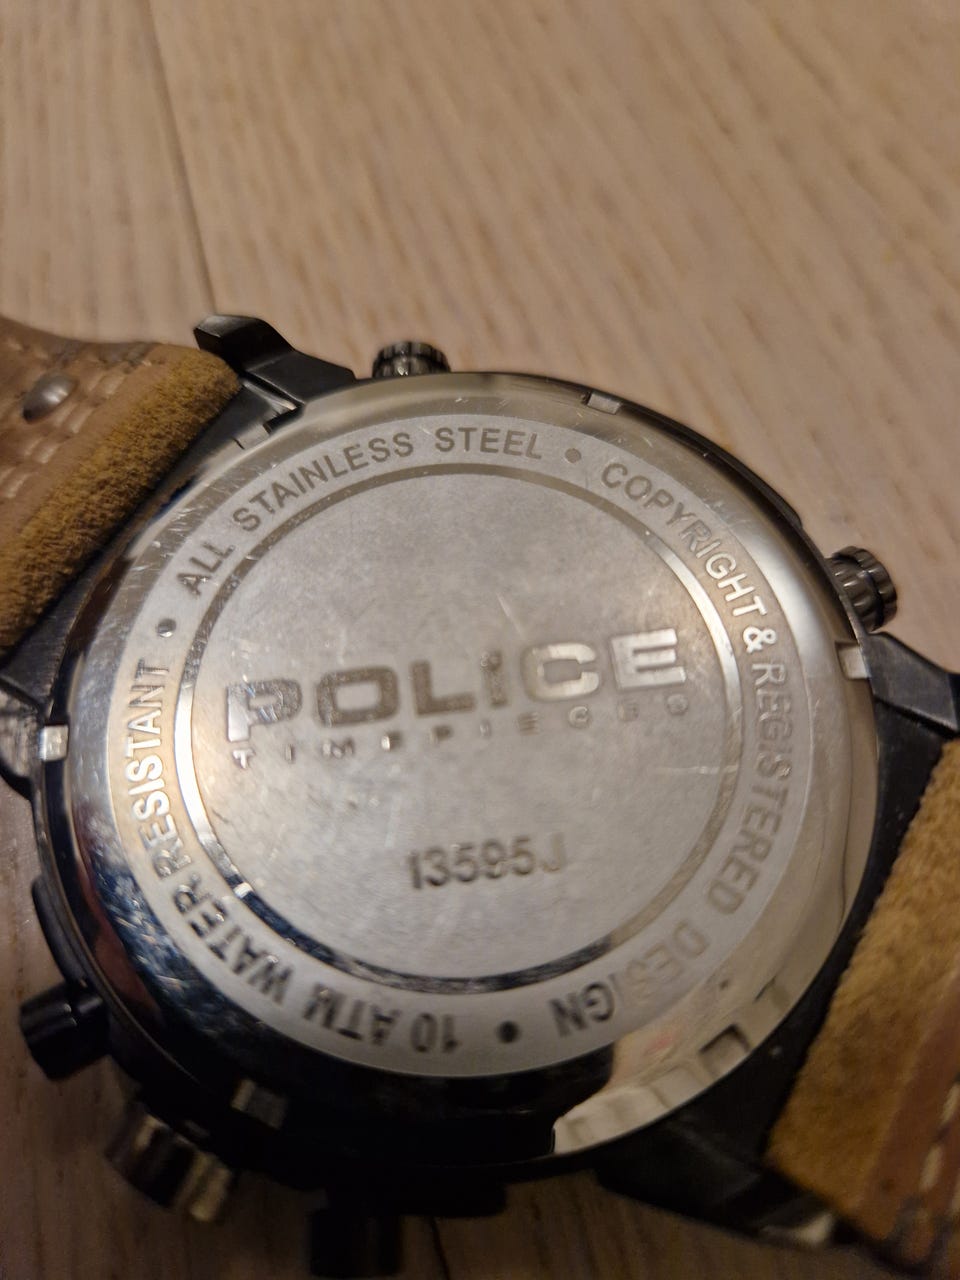 POLICE
TIMEPIECES
13595J
ALL STAINLESS STEEL • COPYRIGHT & REGISTERED DESIGN • 10 ATM WATER RESISTANT •